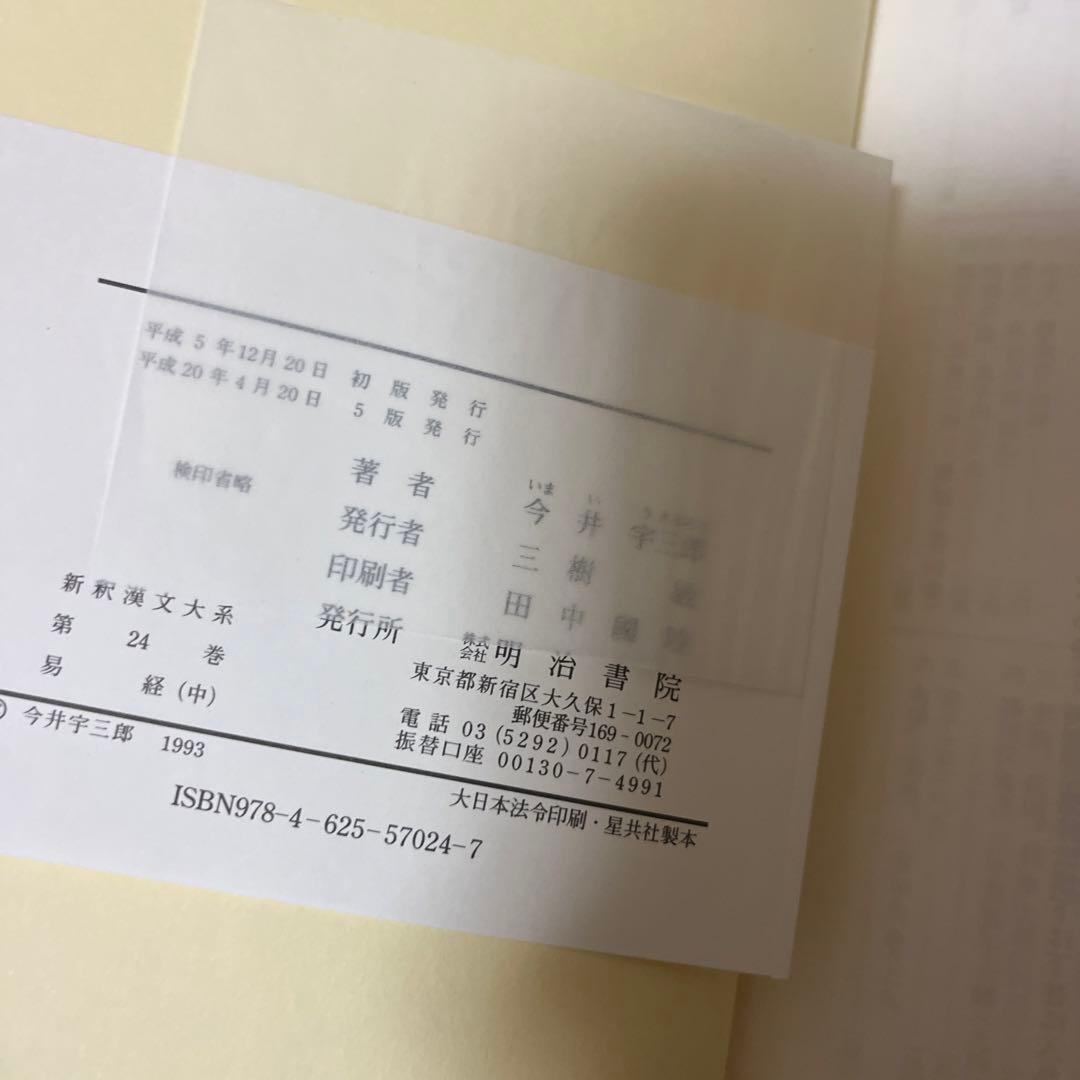 平成 5 年12月 20 日 初版発行
平成20 年 4 月 20日 5版発行
検印省略
著者 今井宇三郎
いま い
発行者 三樹
印刷者 田中國
発行所 株式会社 明治書院
東京都新宿区大久保1-1-7
郵便番号169-0072
電話 03 (5292) 0117 (代)
振替口座 00130-7-4991
新釈漢文大系
第 24 巻
易 経 (中)
© 今井宇三郎 1993
大日本法令印刷・星共社製本
ISBN978-4-625-57024-7